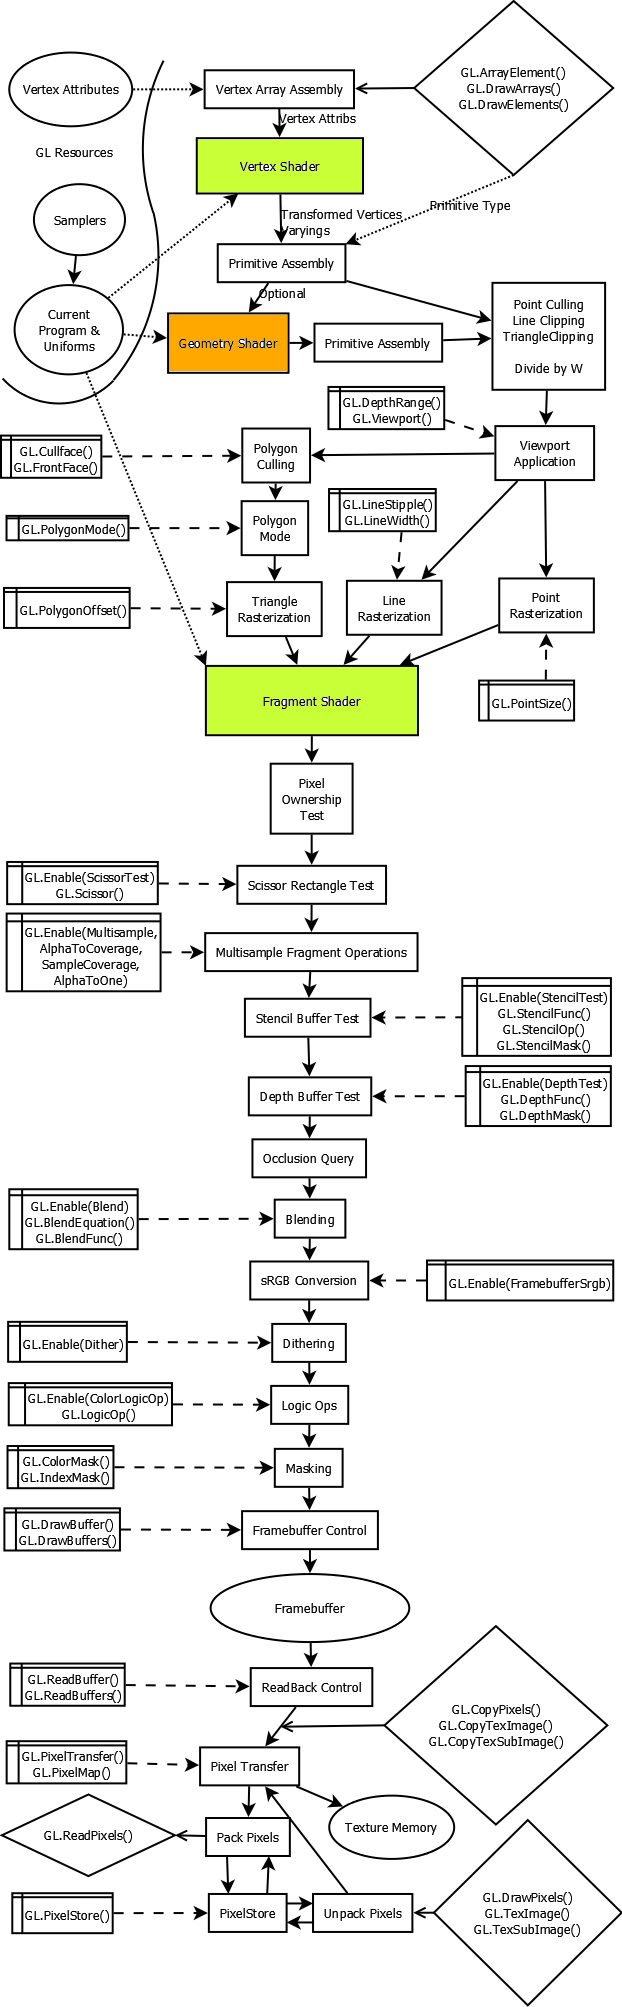 Vertex Attributes
Vertex Array Assembly
GL.ArrayElement()
GL.DrawArrays()
GL.DrawElements()
Vertex Attribs
GL Resources
Vertex Shader
Samplers
Transformed Vertices
Varyings
Primitive Type
Primitive Assembly
Optional
Current
Program &
Uniforms
Geometry Shader
Primitive Assembly
Point Culling
Line Clipping
TriangleClipping
Divide by W
GL.DepthRange()
GL.Viewport()
GL.Cullface()
GL.FrontFace()
Polygon
Culling
Viewport
Application
GL.PolygonMode()
Polygon
Mode
GL.LineStipple()
GL.LineWidth()
GL.PolygonOffset()
Triangle
Rasterization
Line
Rasterization
Point
Rasterization
Fragment Shader
GL.PointSize()
Pixel
Ownership
Test
GL.Enable(ScissorTest)
GL.Scissor()
Scissor Rectangle Test
GL.Enable(Multisample,
AlphaToCoverage,
SampleCoverage,
AlphaToOne)
Multisample Fragment Operations
Stencil Buffer Test
GL.Enable(StencilTest)
GL.StencilFunc()
GL.StencilOp()
GL.StencilMask()
Depth Buffer Test
GL.Enable(DepthTest)
GL.DepthFunc()
GL.DepthMask()
Occlusion Query
GL.Enable(Blend)
GL.BlendEquation()
GL.BlendFunc()
Blending
sRGB Conversion
GL.Enable(FramebufferSrgb)
GL.Enable(Dither)
Dithering
GL.Enable(ColorLogicOp)
GL.LogicOp()
Logic Ops
GL.ColorMask()
GL.IndexMask()
Masking
GL.DrawBuffer()
GL.DrawBuffers()
Framebuffer Control
Framebuffer
GL.ReadBuffer()
GL.ReadBuffers()
ReadBack Control
GL.CopyPixels()
GL.CopyTexImage()
GL.CopyTexSubImage()
GL.PixelTransfer()
GL.PixelMap()
Pixel Transfer
Texture Memory
GL.ReadPixels()
Pack Pixels
GL.PixelStore()
PixelStore
Unpack Pixels
GL.DrawPixels()
GL.TexImage()
GL.TexSubImage()